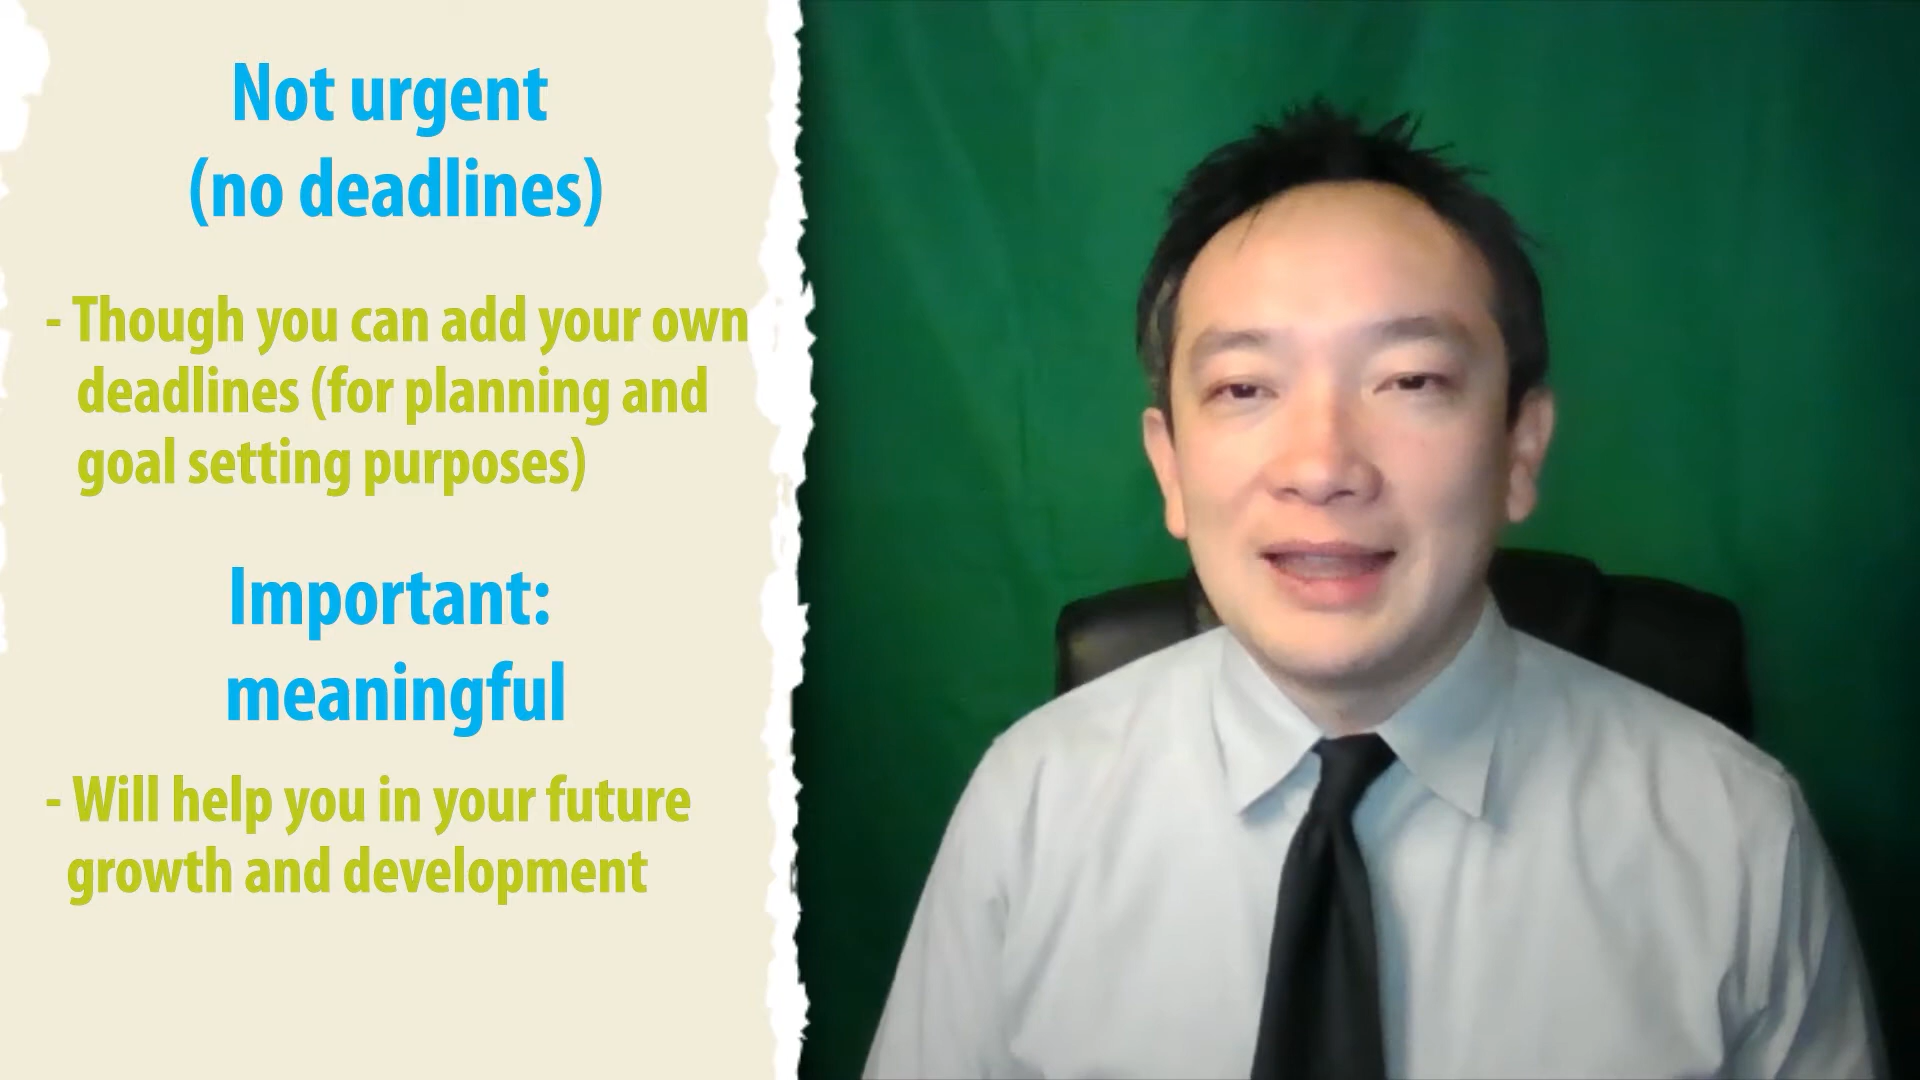 Not urgent
(no deadlines)
- Though you can add your own
deadlines (for planning and
goal setting purposes)
Important:
meaningful
- Will help you in your future
growth and development